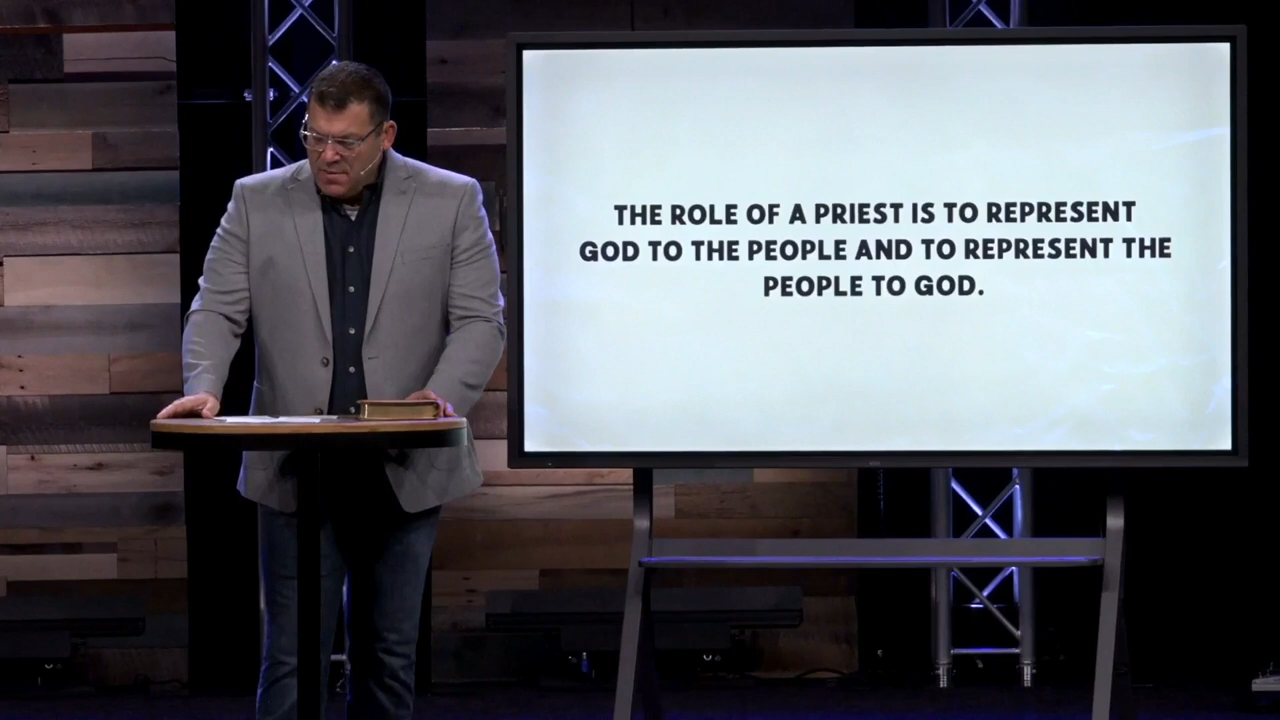 THE ROLE OF A PRIEST IS TO REPRESENT
GOD TO THE PEOPLE AND TO REPRESENT THE
PEOPLE TO GOD.